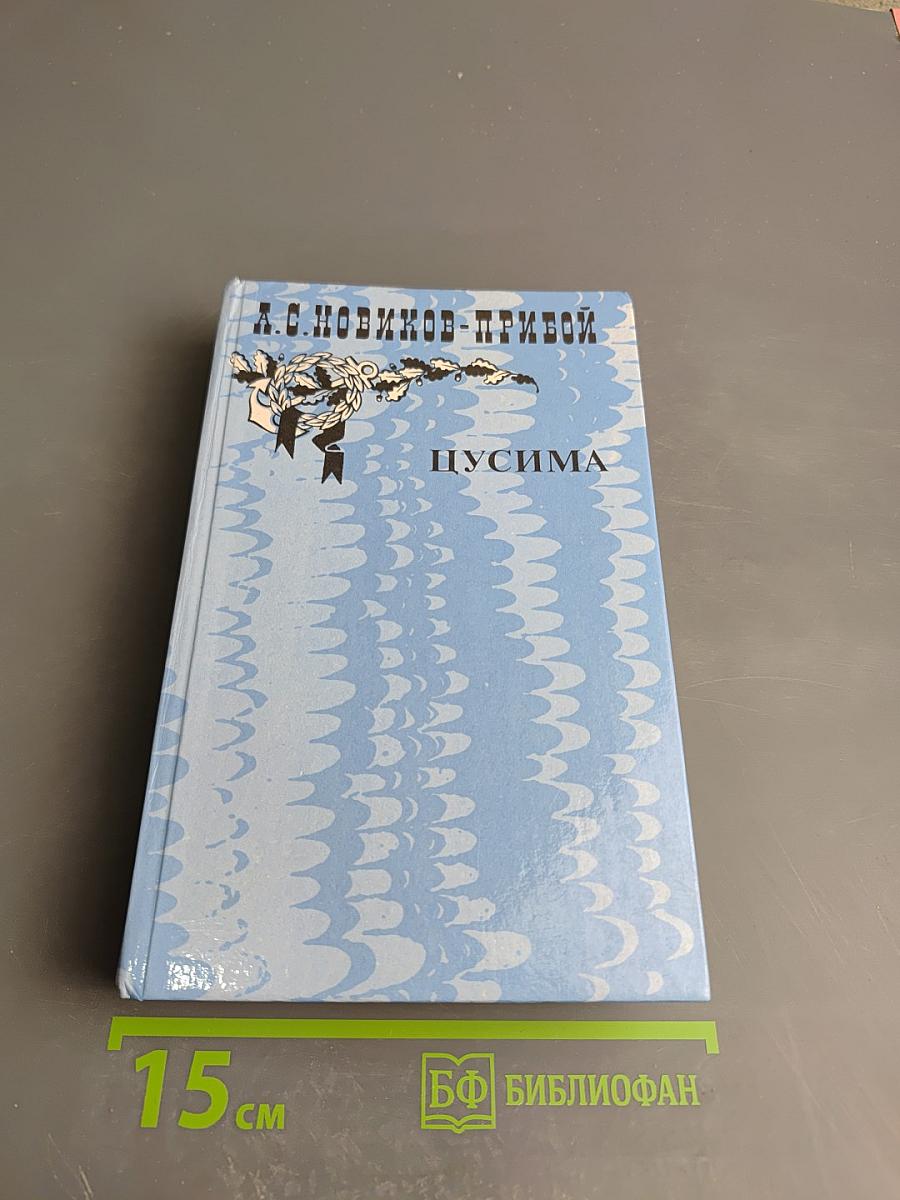 А.С.НОВИКОВ-ПРИБОЙ
ЦУСИМА
15 см
БФ БИБЛИОФАН